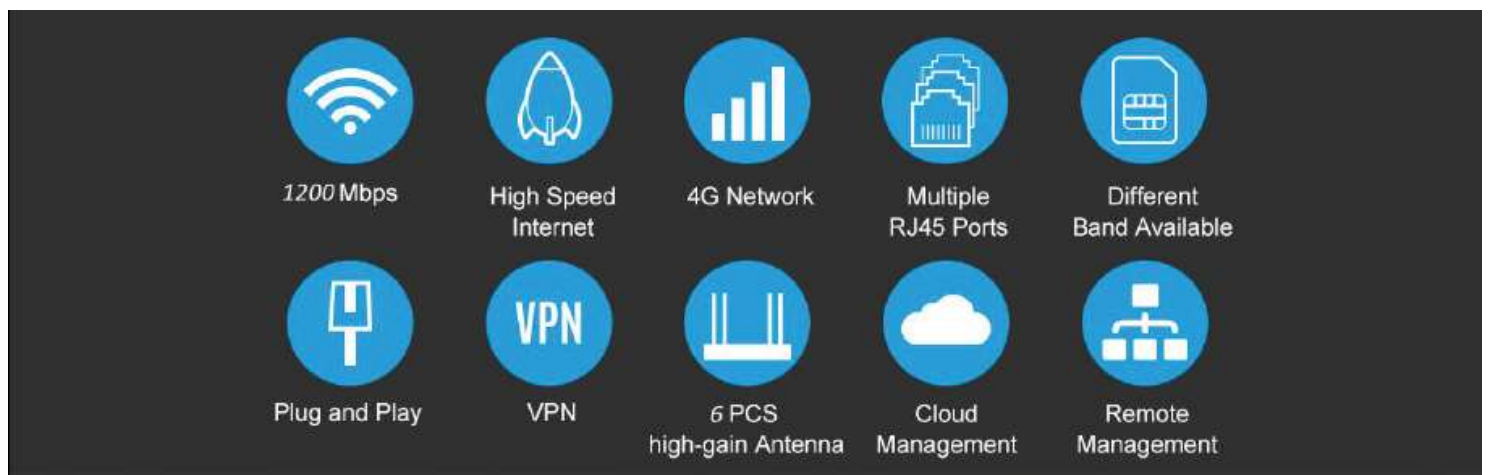 1200 Mbps
High Speed
Internet
4G Network
Multiple
RJ45 Ports
Different
Band Available
Plug and Play
VPN
VPN
6 PCS
high-gain Antenna
Cloud
Management
Remote
Management